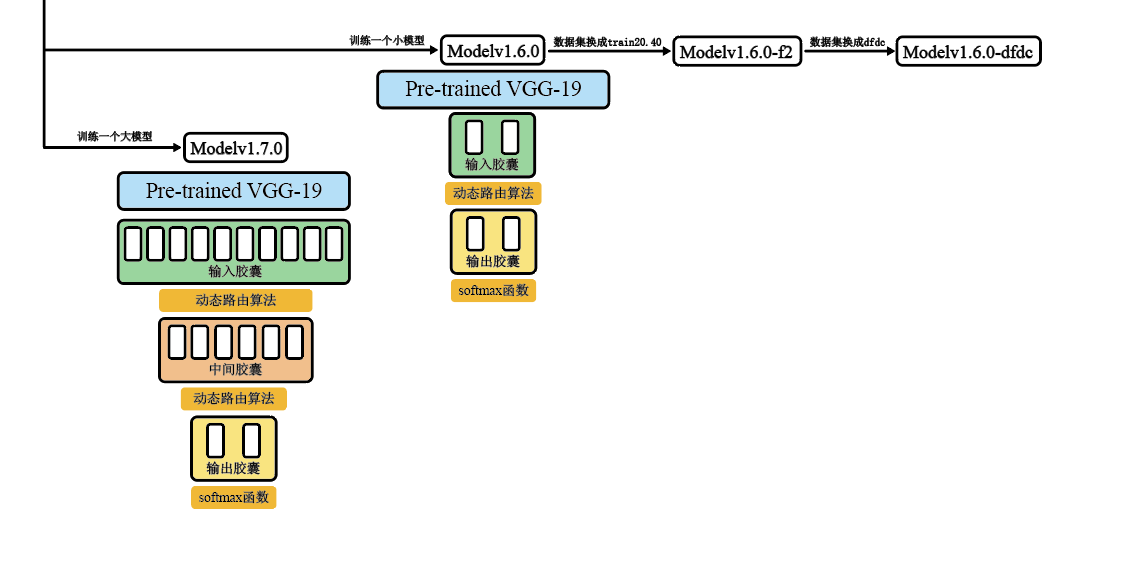 训练一个小模型
Modelv1.6.0
数据集换成train20.40
Modelv1.6.0-f2
数据集换成dfdc
Modelv1.6.0-dfdc
Pre-trained VGG-19
输入胶囊
动态路由算法
输出胶囊
softmax函数
训练一个大模型
Modelv1.7.0
Pre-trained VGG-19
输入胶囊
动态路由算法
中间胶囊
动态路由算法
输出胶囊
softmax函数